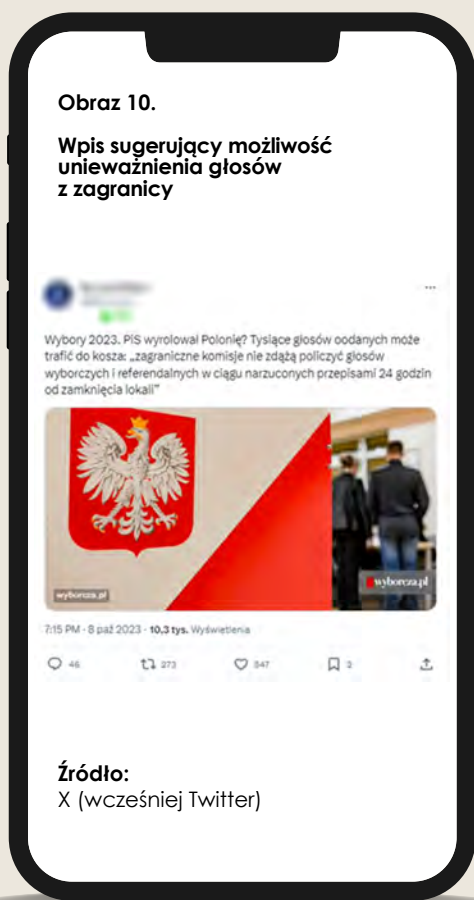 Obraz 10.
Wpis sugerujący możliwość
unieważnienia głosów
z zagranicy
Wybory 2023. PiS wyrolował Polonię? Tysiące głosów oodanych może
trafić do kosza: „zagraniczne komisje nie zdążą policzyć głosów
wyborczych i referendalnych w ciągu narzuconych przepisami 24 godzin
od zamknięcia lokali”
wyborcza.pl
wyborcza.pl
7:15 PM · 8 paź 2023 · 10,3 tys. Wyświetlenia
46 273 847 3
Źródło:
X (wcześniej Twitter)